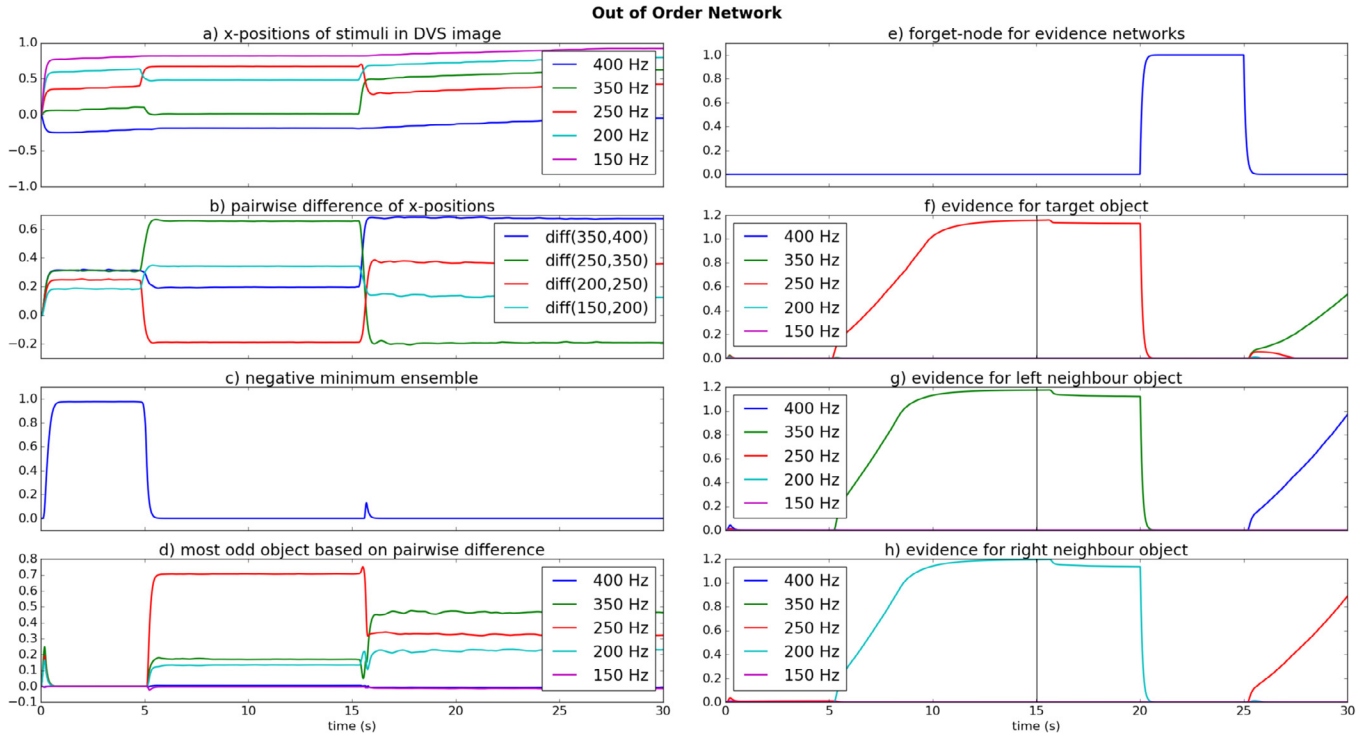 Out of Order Network
a) x-positions of stimuli in DVS image
1.0
0.5
0.0
−0.5
−1.0
400 Hz
350 Hz
250 Hz
200 Hz
150 Hz
b) pairwise difference of x-positions
0.6
0.4
0.2
0.0
−0.2
diff(350,400)
diff(250,350)
diff(200,250)
diff(150,200)
c) negative minimum ensemble
1.0
0.8
0.6
0.4
0.2
0.0
d) most odd object based on pairwise difference
0.8
0.7
0.6
0.5
0.4
0.3
0.2
0.1
0.0
-0.1
400 Hz
350 Hz
250 Hz
200 Hz
150 Hz
0 5 10 15 20 25 30
time (s)
e) forget-node for evidence networks
1.0
0.8
0.6
0.4
0.2
0.0
f) evidence for target object
1.2
1.0
0.8
0.6
0.4
0.2
0.0
400 Hz
350 Hz
250 Hz
200 Hz
150 Hz
g) evidence for left neighbour object
1.2
1.0
0.8
0.6
0.4
0.2
0.0
400 Hz
350 Hz
250 Hz
200 Hz
150 Hz
h) evidence for right neighbour object
1.2
1.0
0.8
0.6
0.4
0.2
0.0
400 Hz
350 Hz
250 Hz
200 Hz
150 Hz
0 5 10 15 20 25 30
time (s)